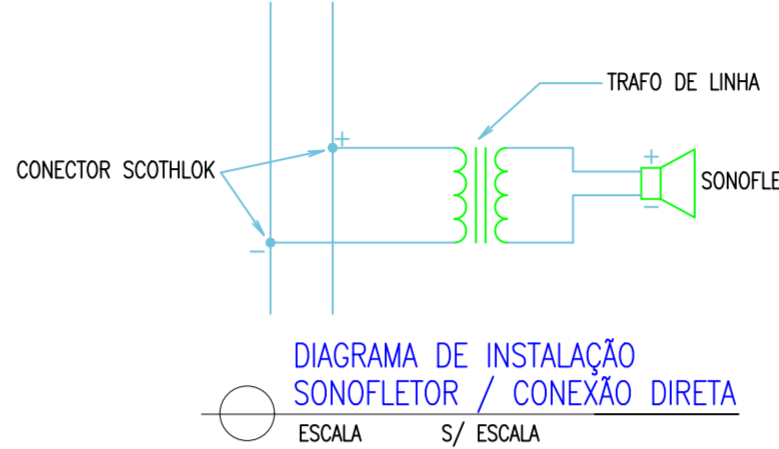 TRAFO DE LINHA
+
+
CONECTOR SCOTHLOK
SONOFLE
−
−
DIAGRAMA DE INSTALAÇÃO
SONOFLETOR / CONEXÃO DIRETA
ESCALA S/ ESCALA